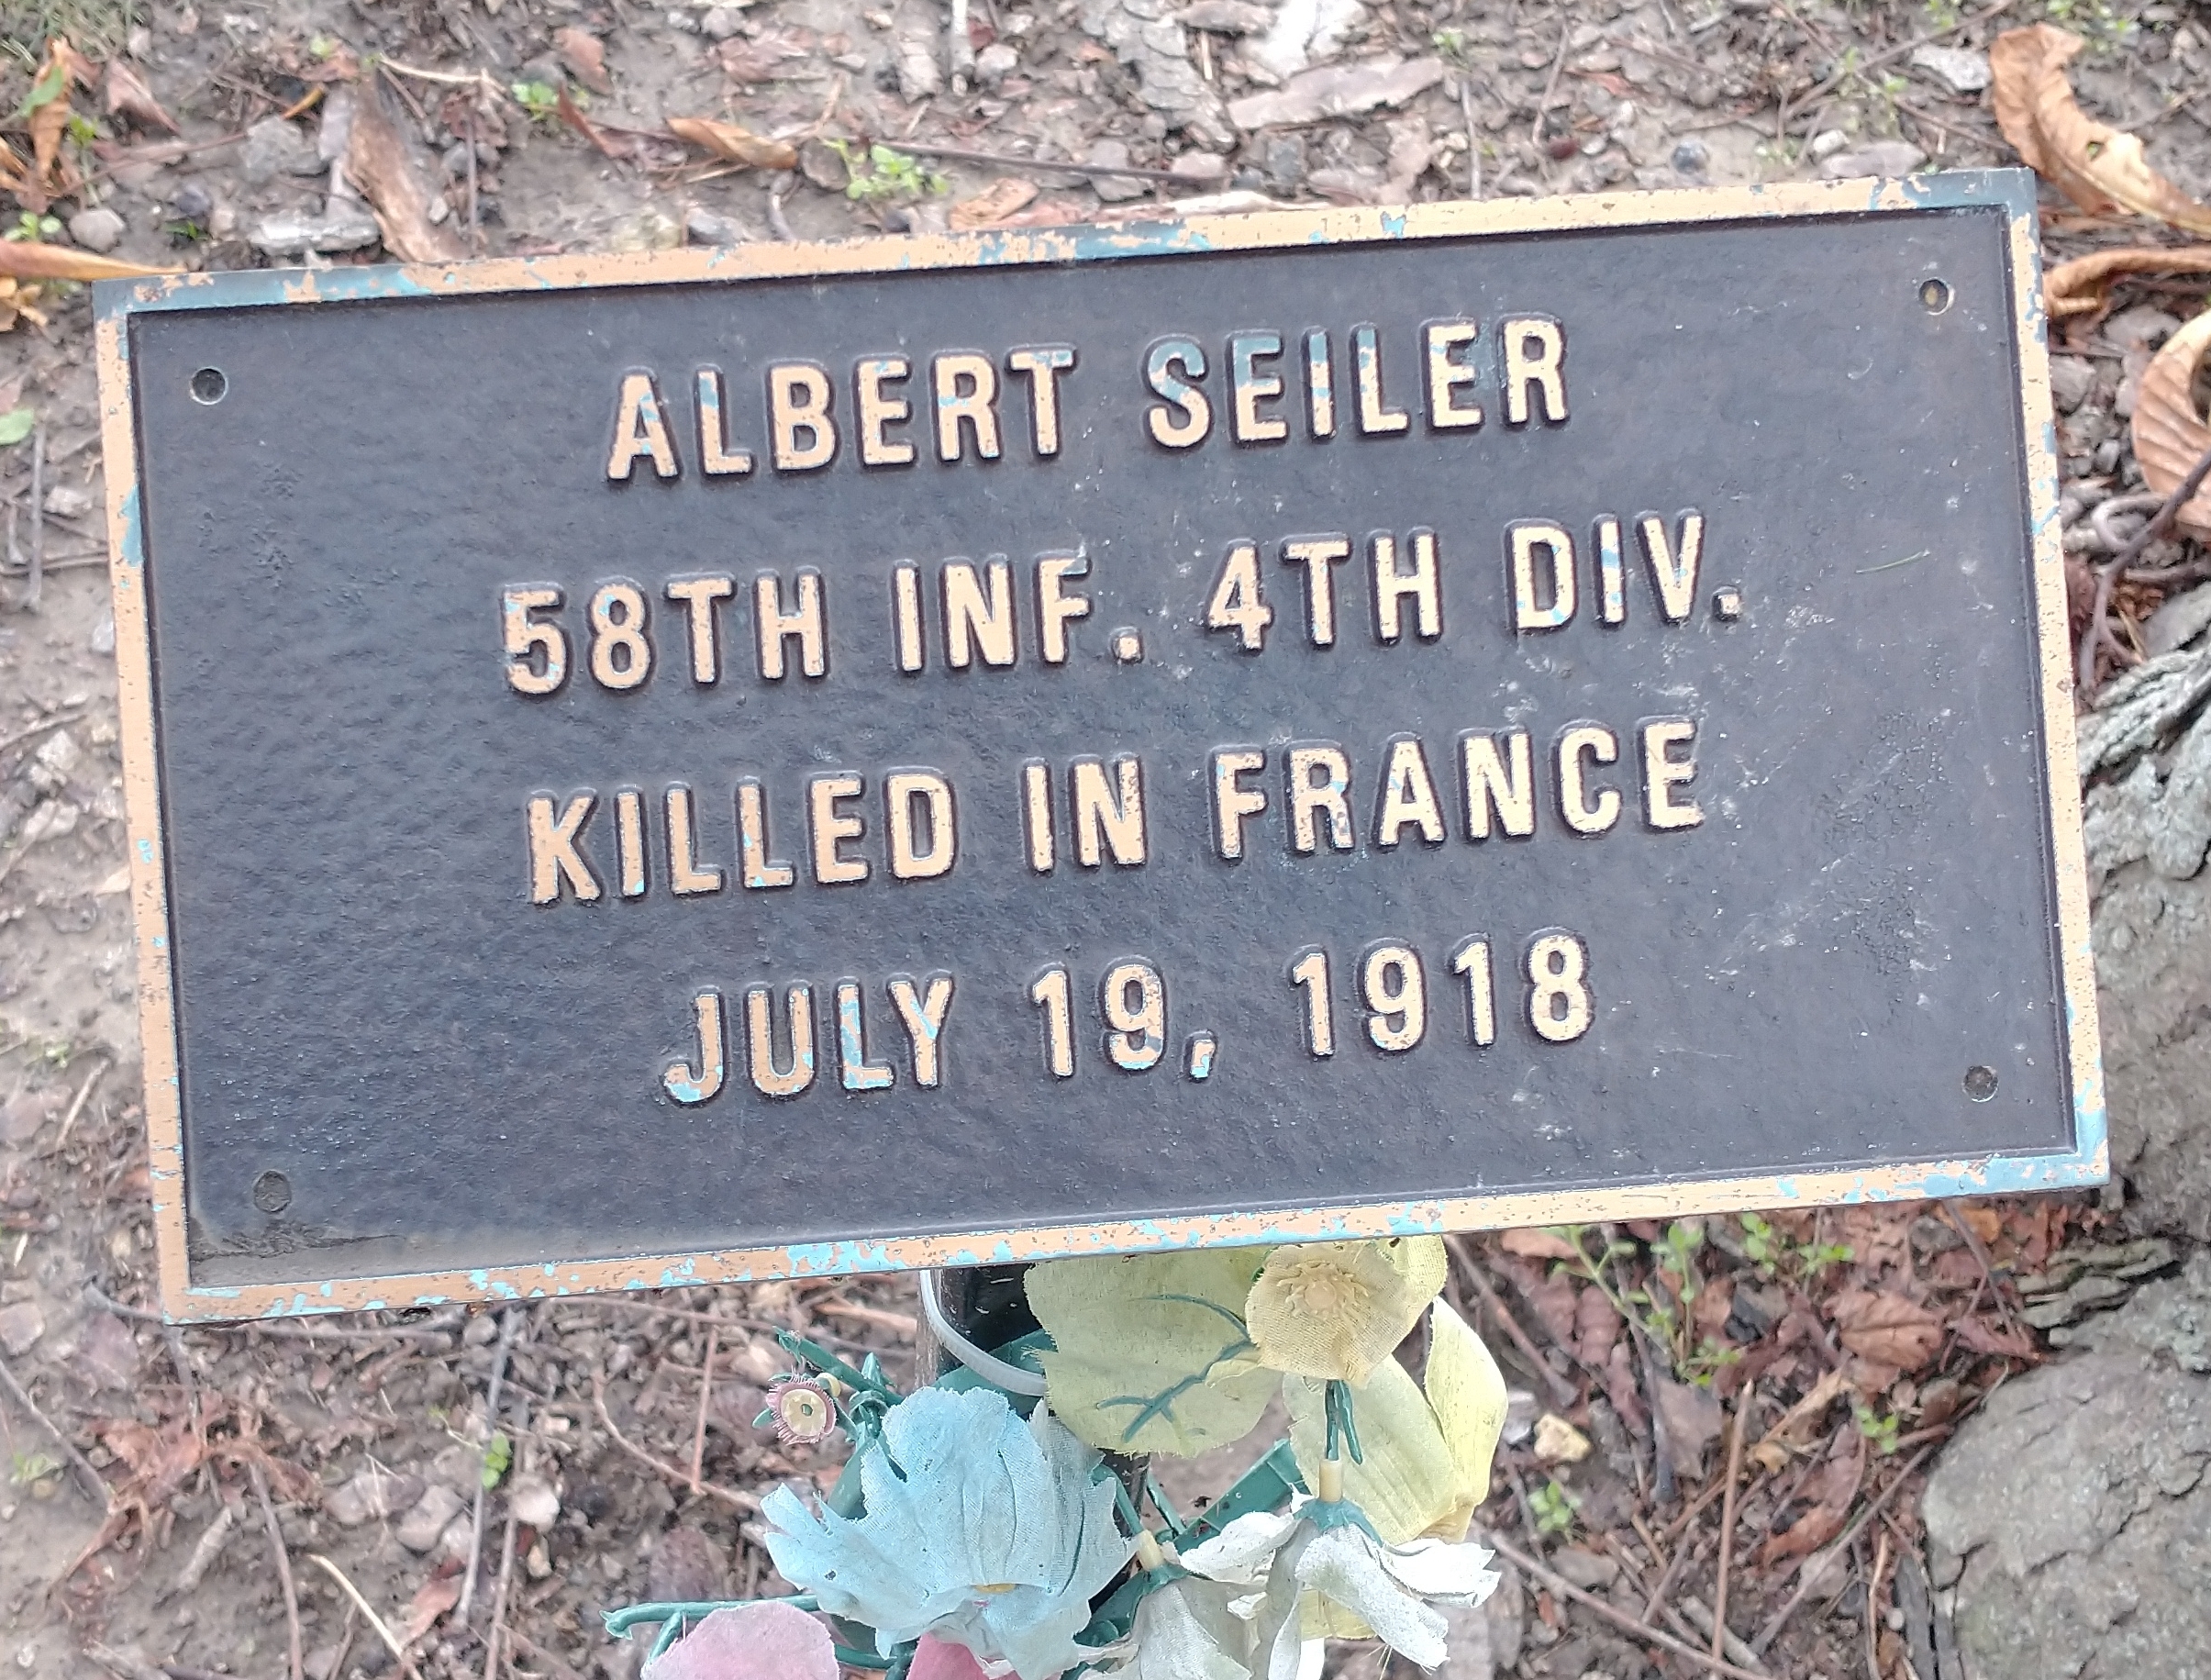 ALBERT SEILER
58TH INF. 4TH DIV.
KILLED IN FRANCE
JULY 19, 1918